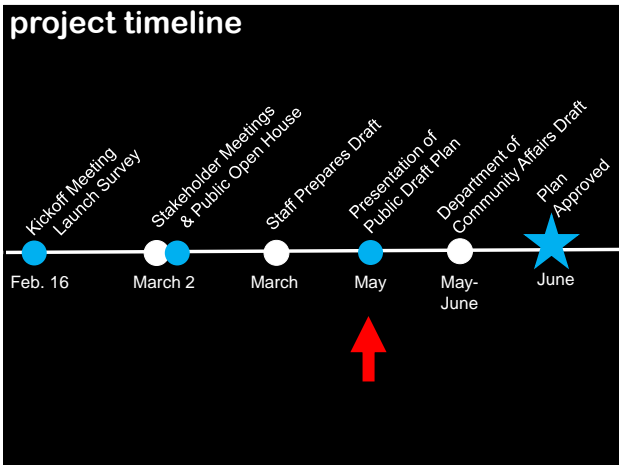 project timeline
Kickoff Meeting
Launch Survey
Stakeholder Meetings
& Public Open House
Staff Prepares Draft
Presentation of
Public Draft Plan
Department of
Community Affairs Draft
Plan
Approved
Feb. 16
March 2
March
May
May-
June
June